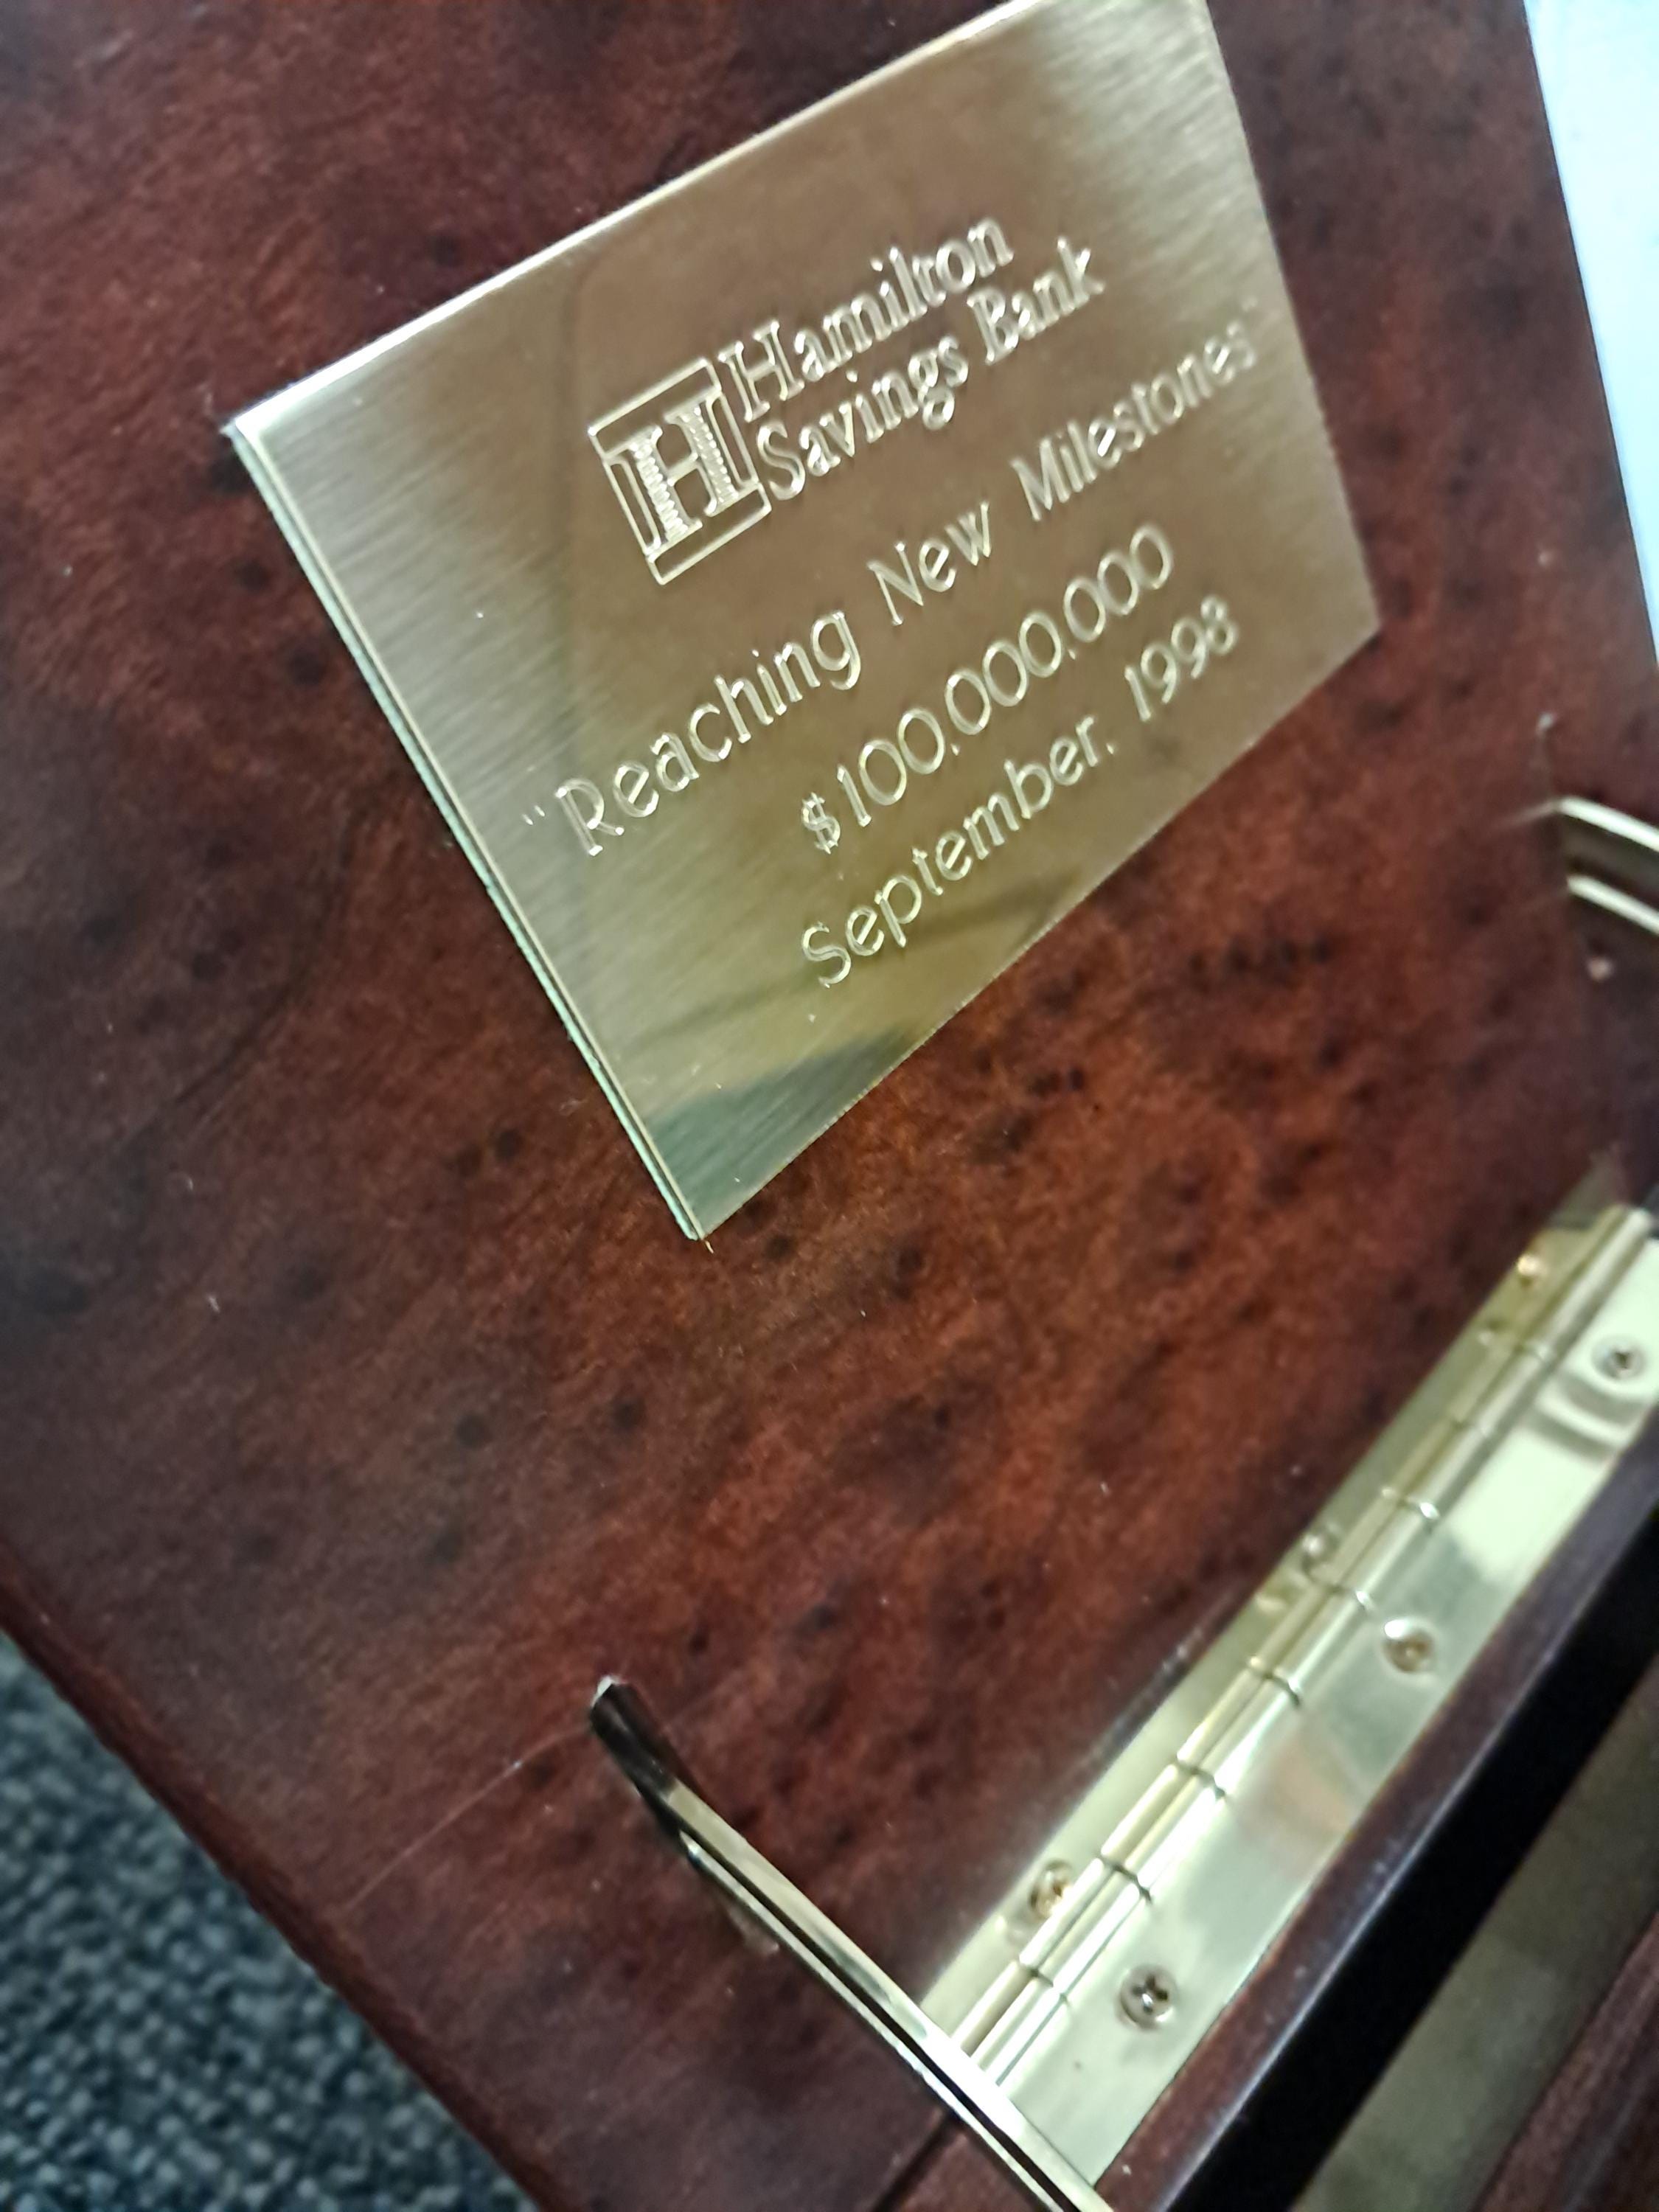 H
Hamilton
Savings Bank
"Reaching New Milestones"
$100,000,000
September, 1998